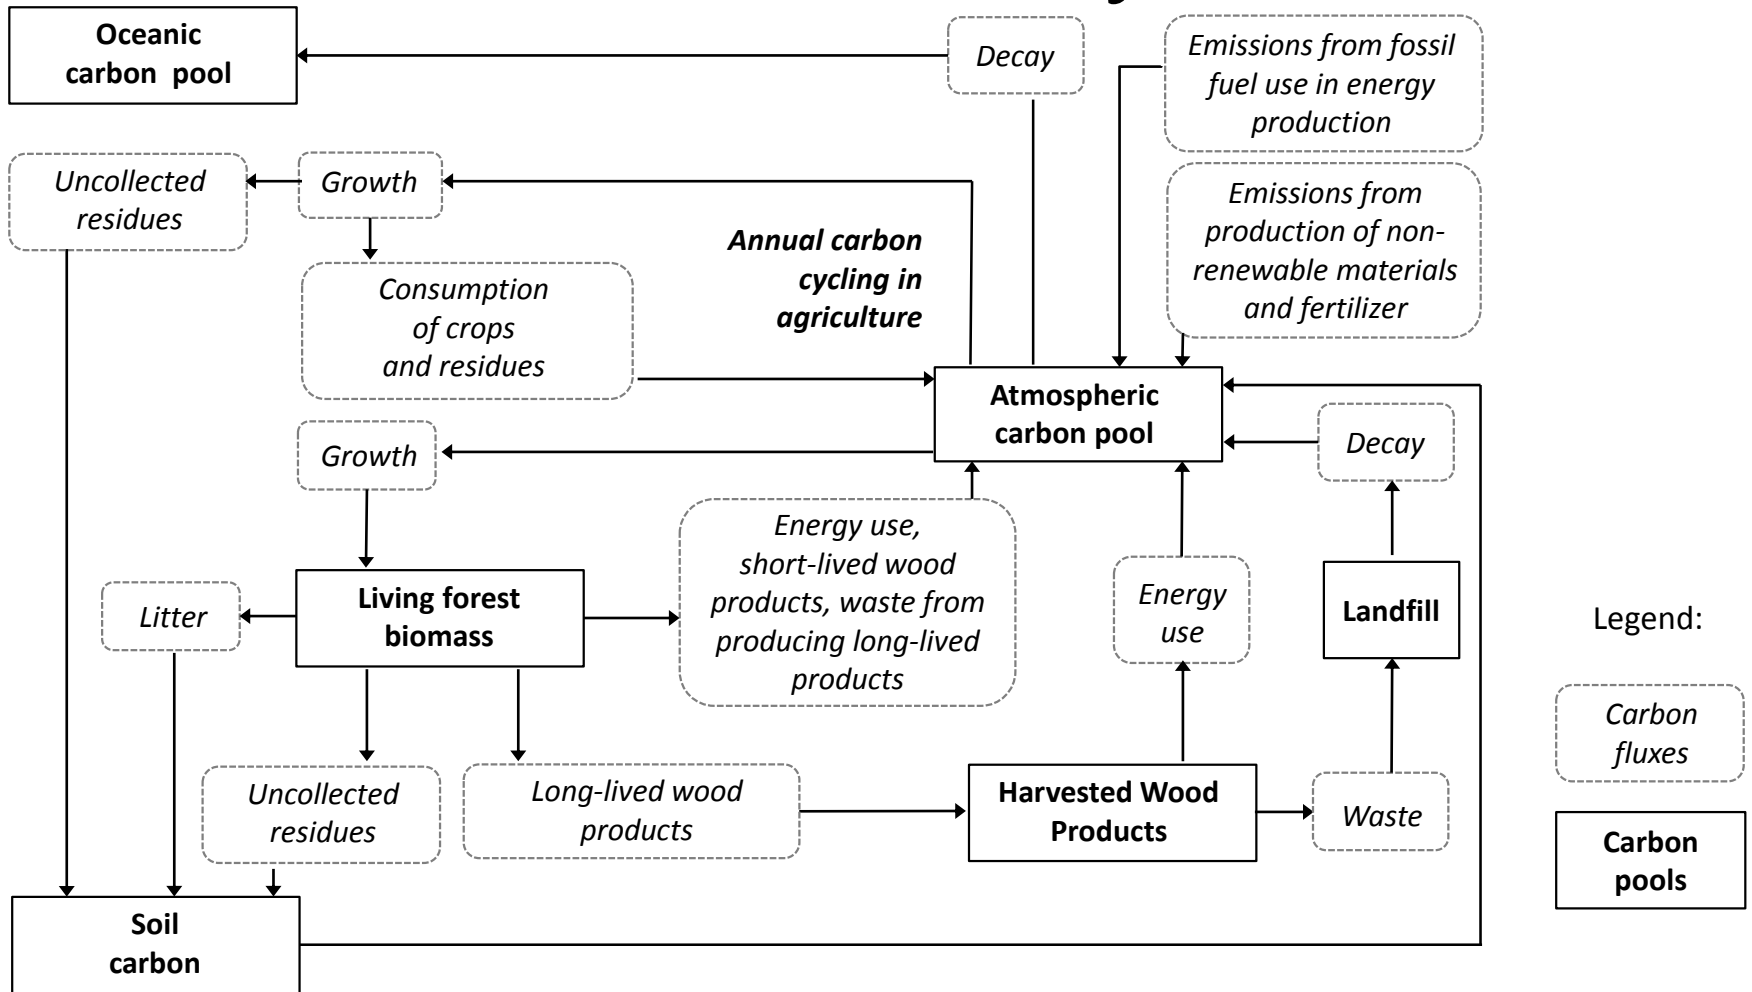 Oceanic
carbon pool
Decay
Emissions from fossil
fuel use in energy
production
Uncollected
residues
Growth
Emissions from
production of non-
renewable materials
and fertilizer
Annual carbon
cycling in
agriculture
Consumption
of crops
and residues
Atmospheric
carbon pool
Growth
Decay
Energy use,
short-lived wood
products, waste from
producing long-lived
products
Energy
use
Landfill
Living forest
biomass
Litter
Legend:
Carbon
fluxes
Uncollected
residues
Long-lived wood
products
Harvested Wood
Products
Waste
Carbon
pools
Soil
carbon